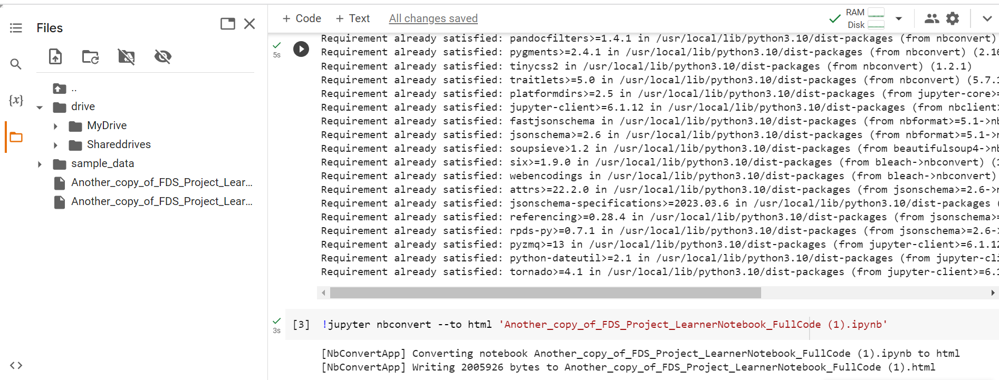 Files
..
drive
MyDrive
Shareddrives
sample_data
Another_copy_of_FDS_Project_Lear...
Another_copy_of_FDS_Project_Lear...
{x}
<>
+ Code + Text All changes saved
RAM
Disk
5s
Requirement already satisfied: pandocfilters>=1.4.1 in /usr/local/lib/python3.10/dist-packages (from nbconvert)
Requirement already satisfied: pygments>=2.4.1 in /usr/local/lib/python3.10/dist-packages (from nbconvert) (2.16
Requirement already satisfied: tinycss2 in /usr/local/lib/python3.10/dist-packages (from nbconvert) (1.2.1)
Requirement already satisfied: traitlets>=5.0 in /usr/local/lib/python3.10/dist-packages (from nbconvert) (5.7.1
Requirement already satisfied: platformdirs>=2.5 in /usr/local/lib/python3.10/dist-packages (from jupyter-core>=
Requirement already satisfied: jupyter-client>=6.1.12 in /usr/local/lib/python3.10/dist-packages (from nbclient>
Requirement already satisfied: fastjsonschema in /usr/local/lib/python3.10/dist-packages (from nbformat>=5.1->nb
Requirement already satisfied: jsonschema>=2.6 in /usr/local/lib/python3.10/dist-packages (from nbformat>=5.1->n
Requirement already satisfied: soupsieve>1.2 in /usr/local/lib/python3.10/dist-packages (from beautifulsoup4->nb
Requirement already satisfied: six>=1.9.0 in /usr/local/lib/python3.10/dist-packages (from bleach->nbconvert) (1
Requirement already satisfied: webencodings in /usr/local/lib/python3.10/dist-packages (from bleach->nbconvert)
Requirement already satisfied: attrs>=22.2.0 in /usr/local/lib/python3.10/dist-packages (from jsonschema>=2.6->n
Requirement already satisfied: jsonschema-specifications>=2023.03.6 in /usr/local/lib/python3.10/dist-packages (
Requirement already satisfied: referencing>=0.28.4 in /usr/local/lib/python3.10/dist-packages (from jsonschema>=
Requirement already satisfied: rpds-py>=0.7.1 in /usr/local/lib/python3.10/dist-packages (from jsonschema>=2.6->
Requirement already satisfied: pyzmq>=13 in /usr/local/lib/python3.10/dist-packages (from jupyter-client>=6.1.12
Requirement already satisfied: python-dateutil>=2.1 in /usr/local/lib/python3.10/dist-packages (from jupyter-cli
Requirement already satisfied: tornado>=4.1 in /usr/local/lib/python3.10/dist-packages (from jupyter-client>=6.1
3s
[3] !jupyter nbconvert --to html 'Another_copy_of_FDS_Project_LearnerNotebook_FullCode (1).ipynb'
[NbConvertApp] Converting notebook Another_copy_of_FDS_Project_LearnerNotebook_FullCode (1).ipynb to html
[NbConvertApp] Writing 2005926 bytes to Another_copy_of_FDS_Project_LearnerNotebook_FullCode (1).html